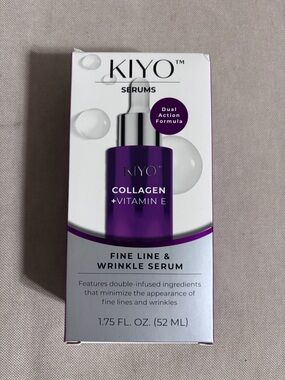 KIYO™
SERUMS
Dual
Action
Formula
KIYO™
COLLAGEN
+VITAMIN E
FINE LINE &
WRINKLE SERUM
Features double-infused ingredients
that minimize the appearance of
fine lines and wrinkles
1.75 FL. OZ. (52 ML)